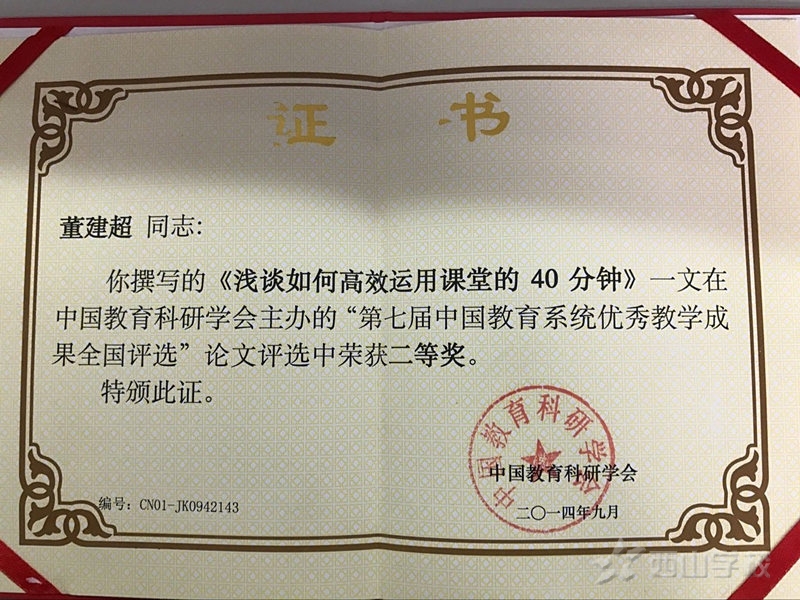 证 书
董建超 同志:
你撰写的《浅谈如何高效运用课堂的 40 分钟》一文在
中国教育科研学会主办的“第七届中国教育系统优秀教学成
果全国评选”论文评选中荣获二等奖。
特颁此证。
中国教育科研学会
中国教育科研学会
二〇一四年九月
编号: CN01-JK0942143
西山学校